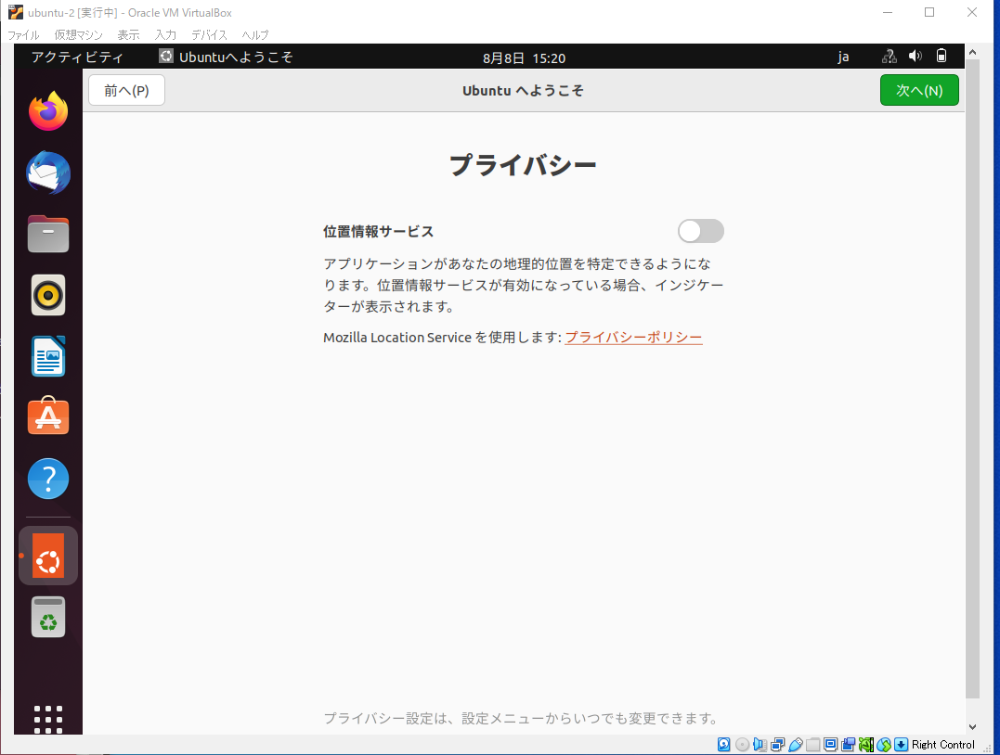 ubuntu-2 [実行中] - Oracle VM VirtualBox
ファイル 仮想マシン 表示 入力 デバイス ヘルプ
アクティビティ Ubuntuへようこそ 8月8日 15:20 ja
前へ(P) Ubuntu へようこそ 次へ(N)
プライバシー
位置情報サービス
アプリケーションがあなたの地理的位置を特定できるようにな
ります。位置情報サービスが有効になっている場合、インジケー
ターが表示されます。
Mozilla Location Service を使用します: プライバシーポリシー
プライバシー設定は、設定メニューからいつでも変更できます。
Right Control